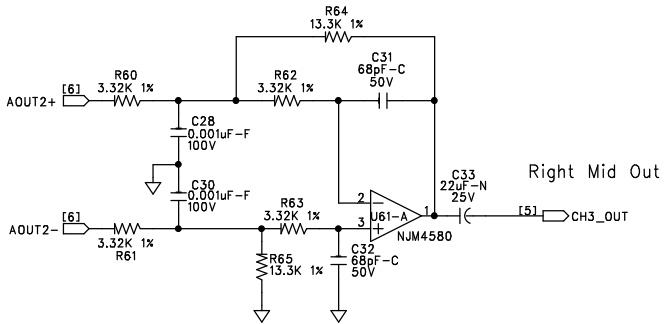 R64
13.3K 1%
C31
68pF-C
50V
R60
3.32K 1%
R62
3.32K 1%
[6]
AOUT2+
C28
0.001uF-F
100V
C30
0.001uF-F
100V
C33
22uF-N
25V
Right Mid Out
[6]
AOUT2-
3.32K 1%
R61
R63
3.32K 1%
2
3
1
U61-A
NJM4580
[5]
CH3_OUT
R65
13.3K 1%
C32
68pF-C
50V